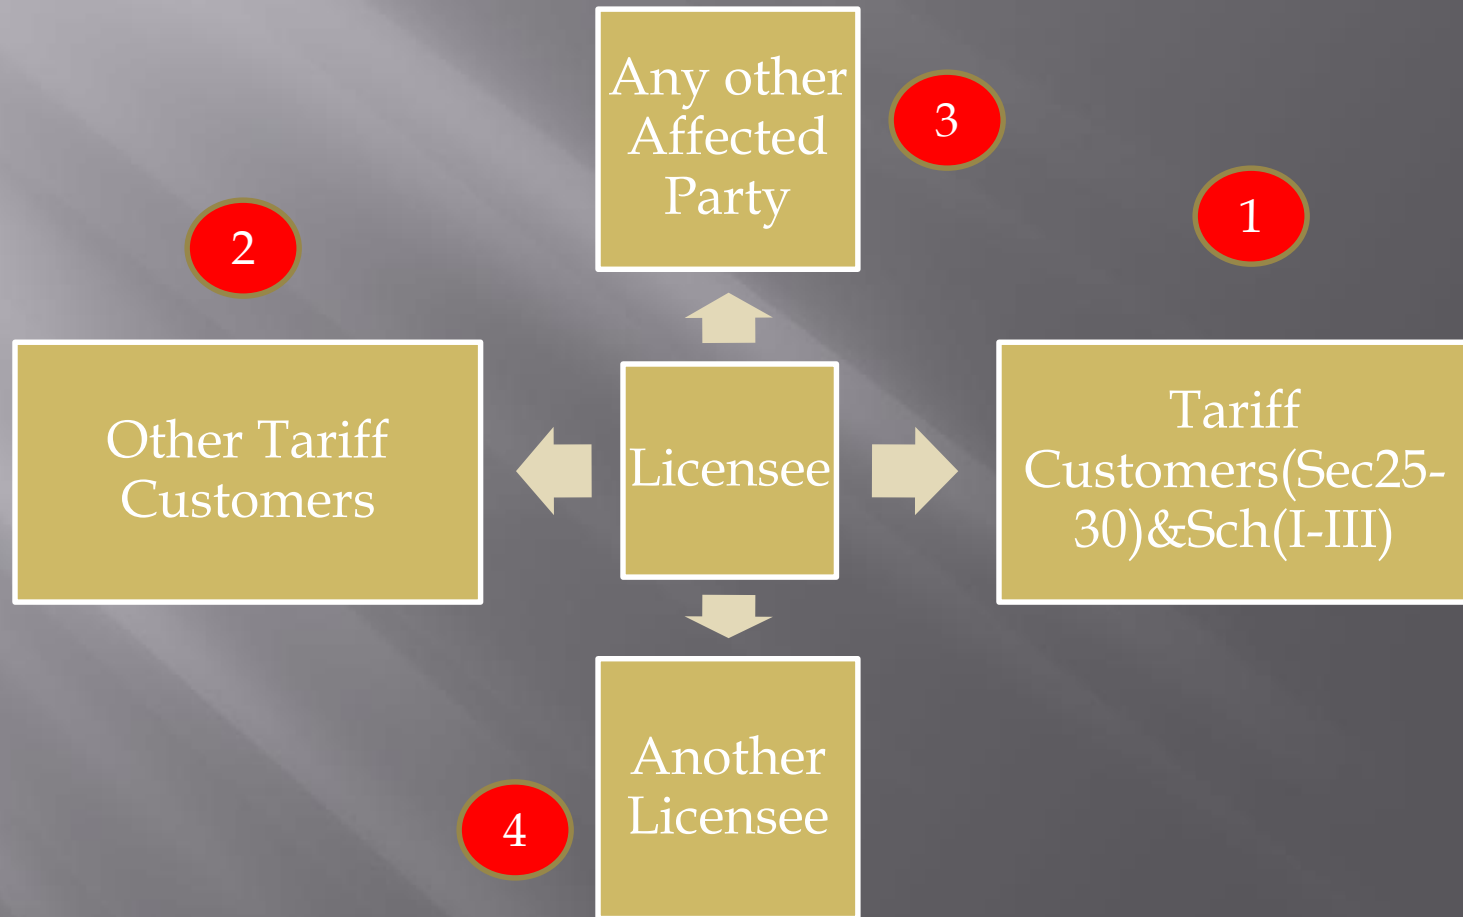 Any other
Affected
Party
3
1
2
Other Tariff
Customers
Licensee
Tariff
Customers(Sec25-
30)&Sch(I-III)
Another
Licensee
4